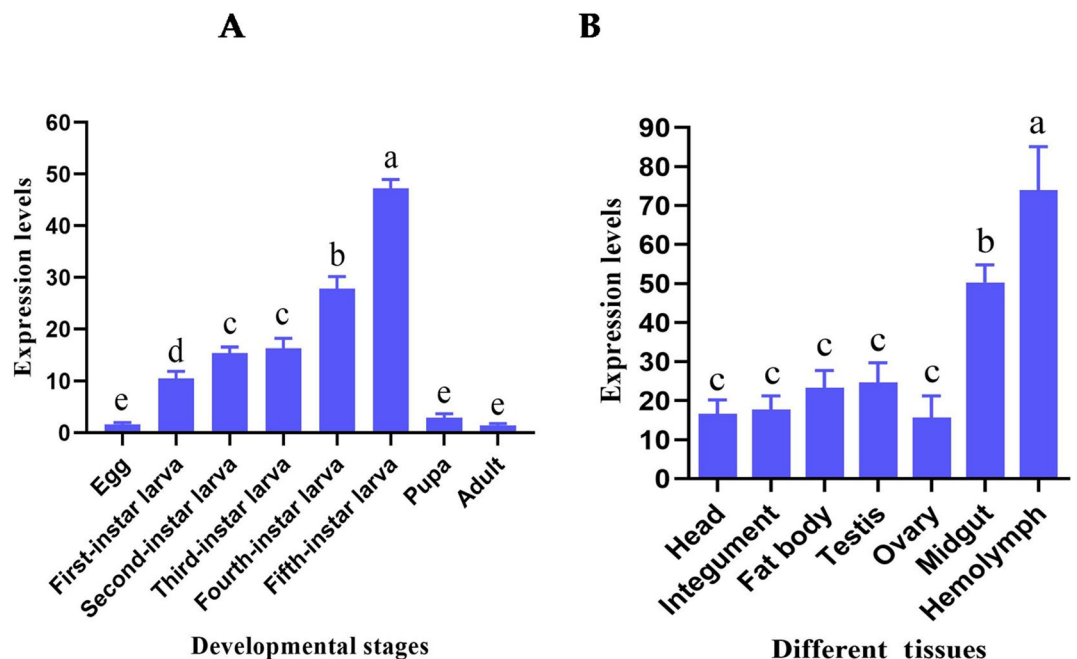 A
Expression levels
60
50
40
30
20
10
0
e
d
c
c
b
a
e
e
Egg
First-instar larva
Second-instar larva
Third-instar larva
Fourth-instar larva
Fifth-instar larva
Pupa
Adult
Developmental stages
B
Expression levels
90
80
70
60
50
40
30
20
10
0
c
c
c
c
c
b
a
Head
Integument
Fat body
Testis
Ovary
Midgut
Hemolymph
Different tissues